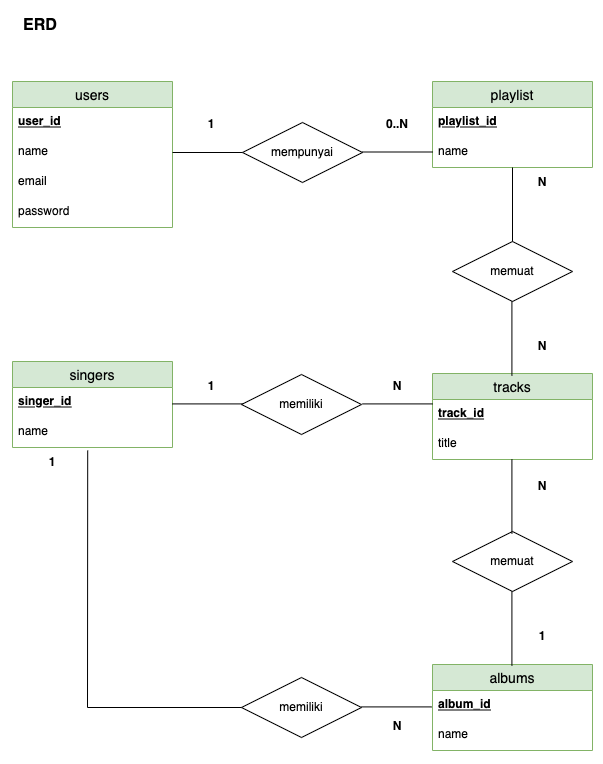 ERD
users
user_id
name
email
password
1
mempunyai
0..N
playlist
playlist_id
name
N
memuat
N
singers
singer_id
name
1
memiliki
N
tracks
track_id
title
N
memuat
1
1
memiliki
N
albums
album_id
name